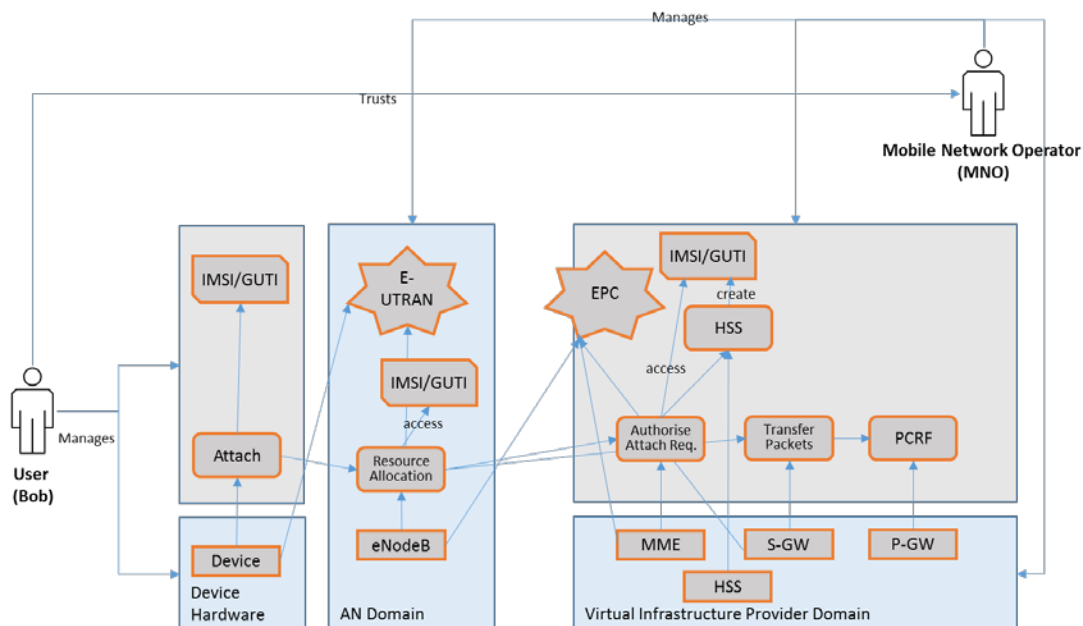 Manages
Trusts
Mobile Network Operator
(MNO)
IMSI/GUTI
E-
UTRAN
EPC
IMSI/GUTI
create
HSS
IMSI/GUTI
access
access
Manages
User
(Bob)
Attach
Resource
Allocation
Authorise
Attach Req.
Transfer
Packets
PCRF
Device
eNodeB
MME
S-GW
P-GW
HSS
Device
Hardware
AN Domain
Virtual Infrastructure Provider Domain